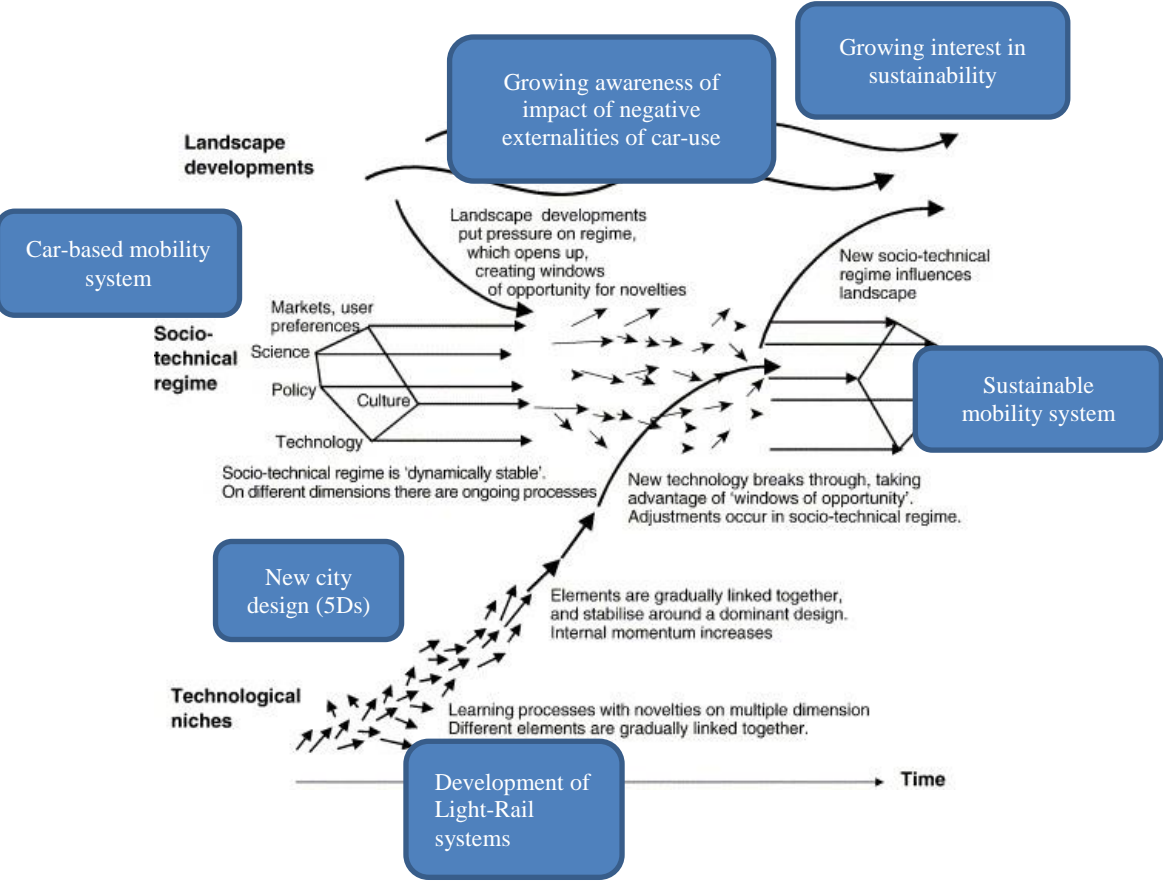 Growing interest in
sustainability
Growing awareness of
impact of negative
externalities of car-use
Landscape
developments
Landscape developments
put pressure on regime,
which opens up,
creating windows
of opportunity for novelties
Car-based mobility
system
New socio-technical
regime influences
landscape
Markets, user
preferences
Socio-
technical
regime
Science
Policy
Culture
Technology
Sustainable
mobility system
Socio-technical regime is 'dynamically stable'.
On different dimensions there are ongoing processes
New technology breaks through, taking
advantage of 'windows of opportunity'.
Adjustments occur in socio-technical regime.
New city
design (5Ds)
Elements are gradually linked together,
and stabilise around a dominant design.
Internal momentum increases
Technological
niches
Learning processes with novelties on multiple dimension
Different elements are gradually linked together.
Development of
Light-Rail
systems
Time